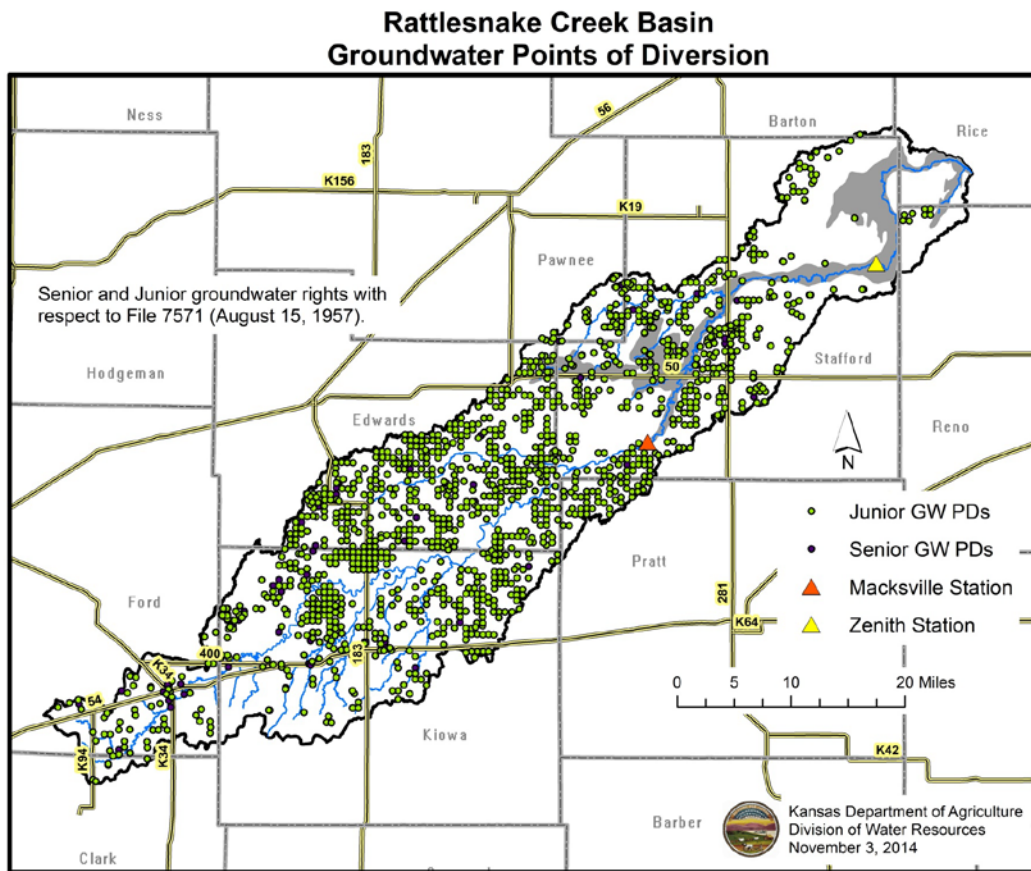 Rattlesnake Creek Basin
Groundwater Points of Diversion
Ness
Barton
Rice
56
183
K156
K19
Pawnee
Senior and Junior groundwater rights with
respect to File 7571 (August 15, 1957).
Hodgeman
50
Stafford
Edwards
Reno
N
Junior GW PDs
Senior GW PDs
Macksville Station
Zenith Station
Pratt
281
K64
Ford
400
183
K34
54
0 5 10 20 Miles
Kiowa
K94
K34
K42
Barber
Kansas Department of Agriculture
Division of Water Resources
November 3, 2014
Clark